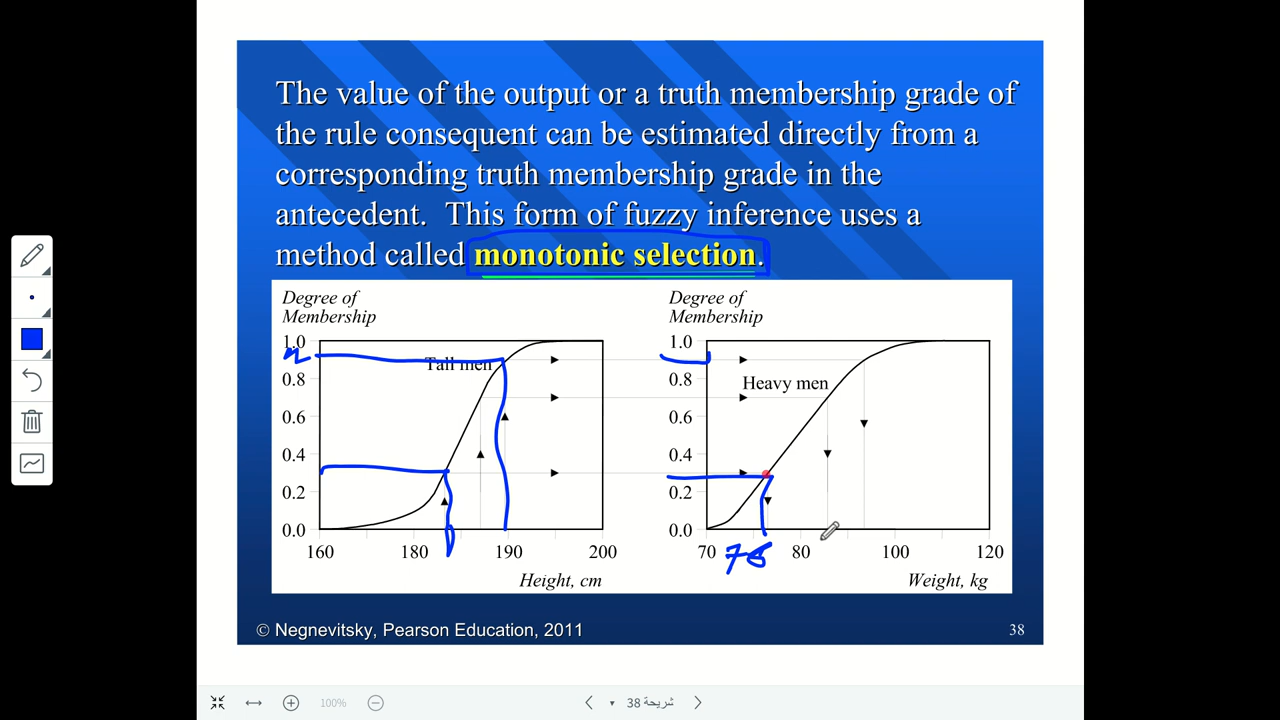 The value of the output or a truth membership grade of
the rule consequent can be estimated directly from a
corresponding truth membership grade in the
antecedent. This form of fuzzy inference uses a
method called monotonic selection.
Degree of
Membership
1.0
Tall men
0.8
0.6
0.4
0.2
0.0
160 180 190 200
Height, cm
Degree of
Membership
1.0
0.8
Heavy men
0.6
0.4
0.2
0.0
70 80 100 120
Weight, kg
© Negnevitsky, Pearson Education, 2011
38
100%
شريحة 38